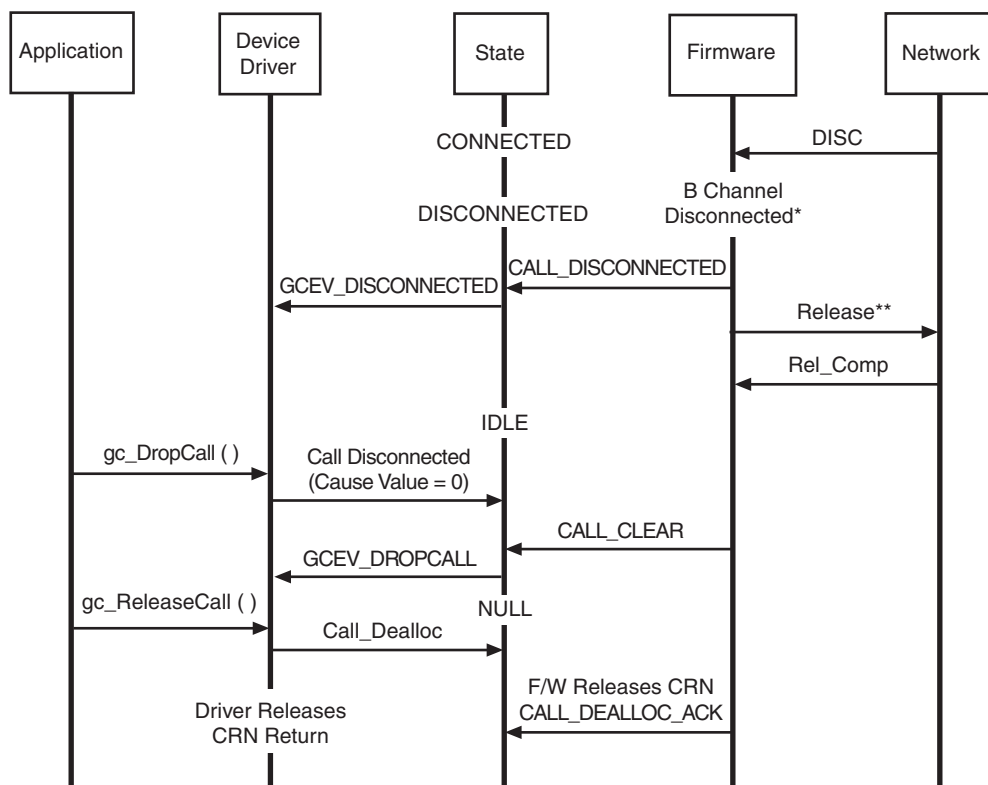 Application
Device
Driver
State
Firmware
Network
CONNECTED
DISC
B Channel
Disconnected*
DISCONNECTED
CALL_DISCONNECTED
GCEV_DISCONNECTED
Release**
Rel_Comp
IDLE
gc_DropCall ( )
Call Disconnected
(Cause Value = 0)
CALL_CLEAR
GCEV_DROPCALL
gc_ReleaseCall ( )
NULL
Call_Dealloc
F/W Releases CRN
CALL_DEALLOC_ACK
Driver Releases
CRN Return